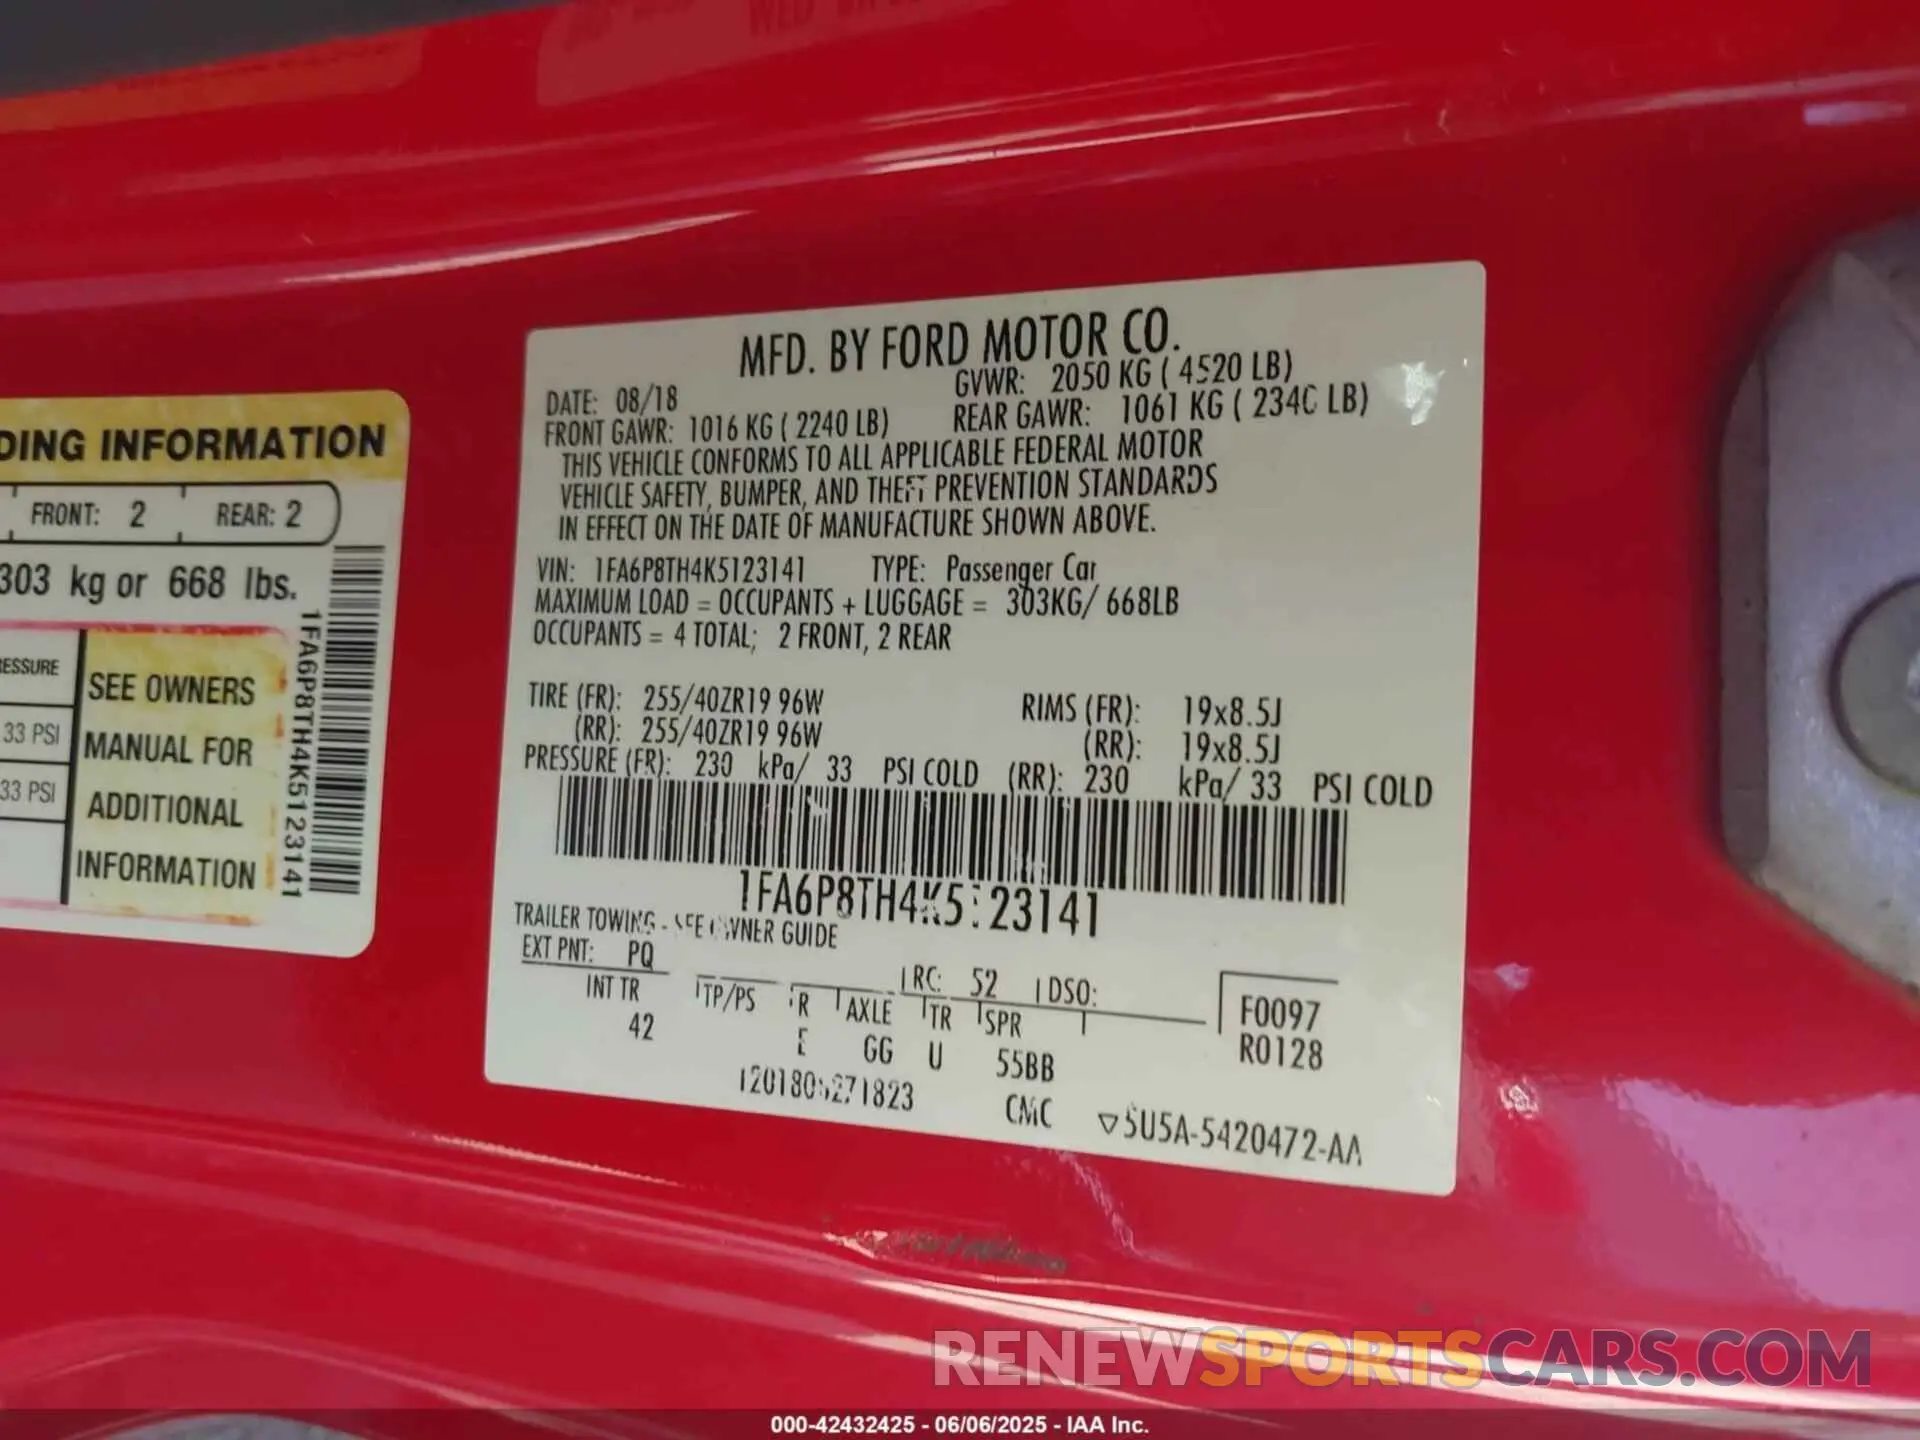 DING INFORMATION
FRONT: 2 REAR: 2
303 kg or 668 lbs.
ESSURE
33 PSI
33 PSI
SEE OWNERS
MANUAL FOR
ADDITIONAL
INFORMATION
1FA6P8TH4K5123141
MFD. BY FORD MOTOR CO.
DATE: 08/18 GVWR: 2050 KG ( 4520 LB)
FRONT GAWR: 1016 KG ( 2240 LB) REAR GAWR: 1061 KG ( 2340 LB)
THIS VEHICLE CONFORMS TO ALL APPLICABLE FEDERAL MOTOR
VEHICLE SAFETY, BUMPER, AND THEFT PREVENTION STANDARDS
IN EFFECT ON THE DATE OF MANUFACTURE SHOWN ABOVE.
VIN: 1FA6P8TH4K5123141 TYPE: Passenger Car
MAXIMUM LOAD = OCCUPANTS + LUGGAGE = 303KG/ 668LB
OCCUPANTS = 4 TOTAL; 2 FRONT, 2 REAR
TIRE (FR): 255/40ZR19 96W RIMS (FR): 19x8.5J
(RR): 255/40ZR19 96W (RR): 19x8.5J
PRESSURE (FR): 230 kPa/ 33 PSI COLD (RR): 230 kPa/ 33 PSI COLD
1FA6P8TH4K5123141
TRAILER TOWING - SEE OWNER GUIDE
EXT PNT: PQ RC: 52 DSO:
INT TR TP/PS R AXLE TR SPR F0097
42 E GG U 55BB R0128
CMC ▽5U5A-5420472-AA
RENEWSPORTSCARS.COM
000-42432425 - 06/06/2025 - IAA Inc.